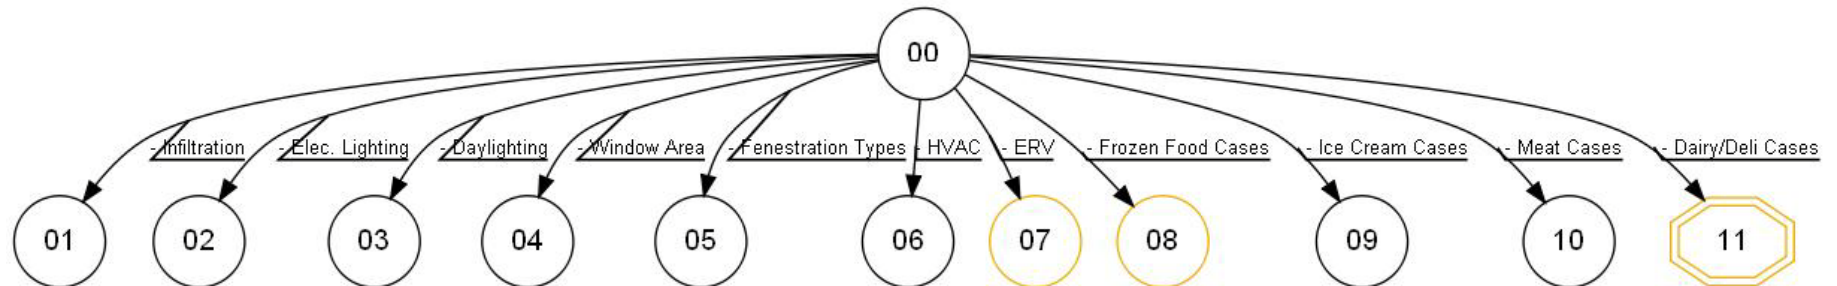 00
- Infiltration
- Elec. Lighting
- Daylighting
- Window Area
- Fenestration Types
- HVAC
- ERV
- Frozen Food Cases
- Ice Cream Cases
- Meat Cases
- Dairy/Deli Cases
01
02
03
04
05
06
07
08
09
10
11